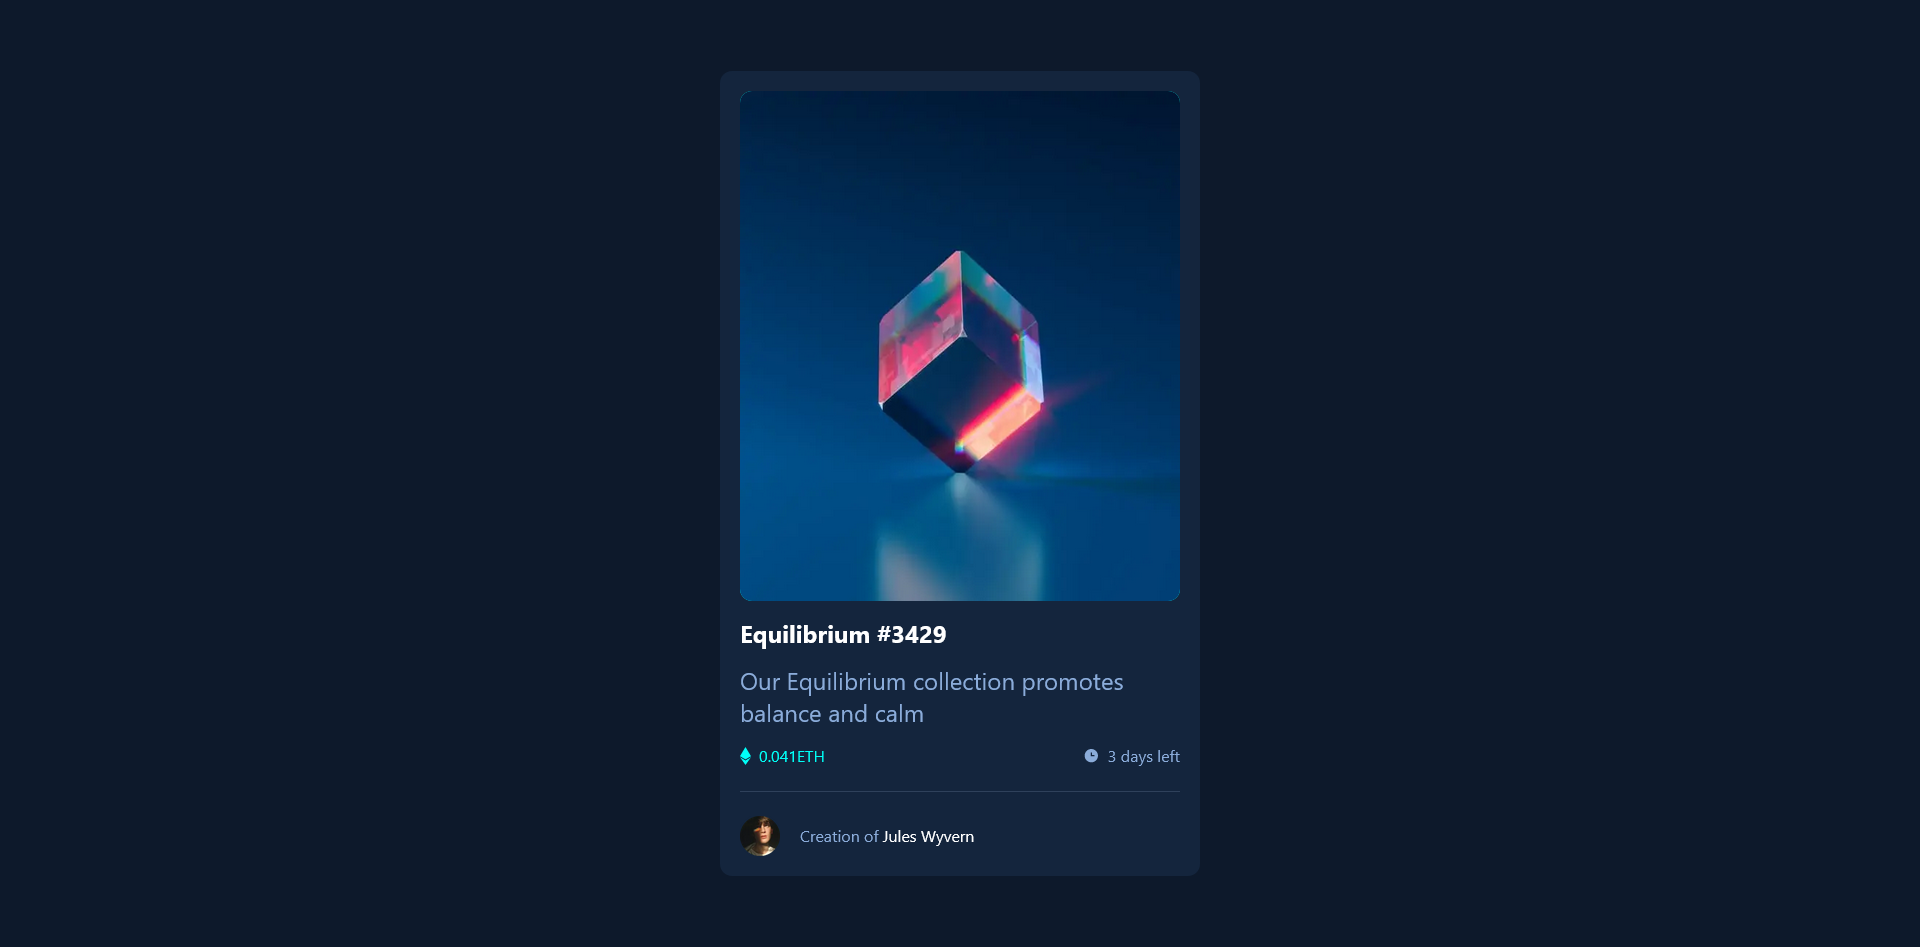 Equilibrium #3429
Our Equilibrium collection promotes
balance and calm
0.041ETH
3 days left
Creation of Jules Wyvern